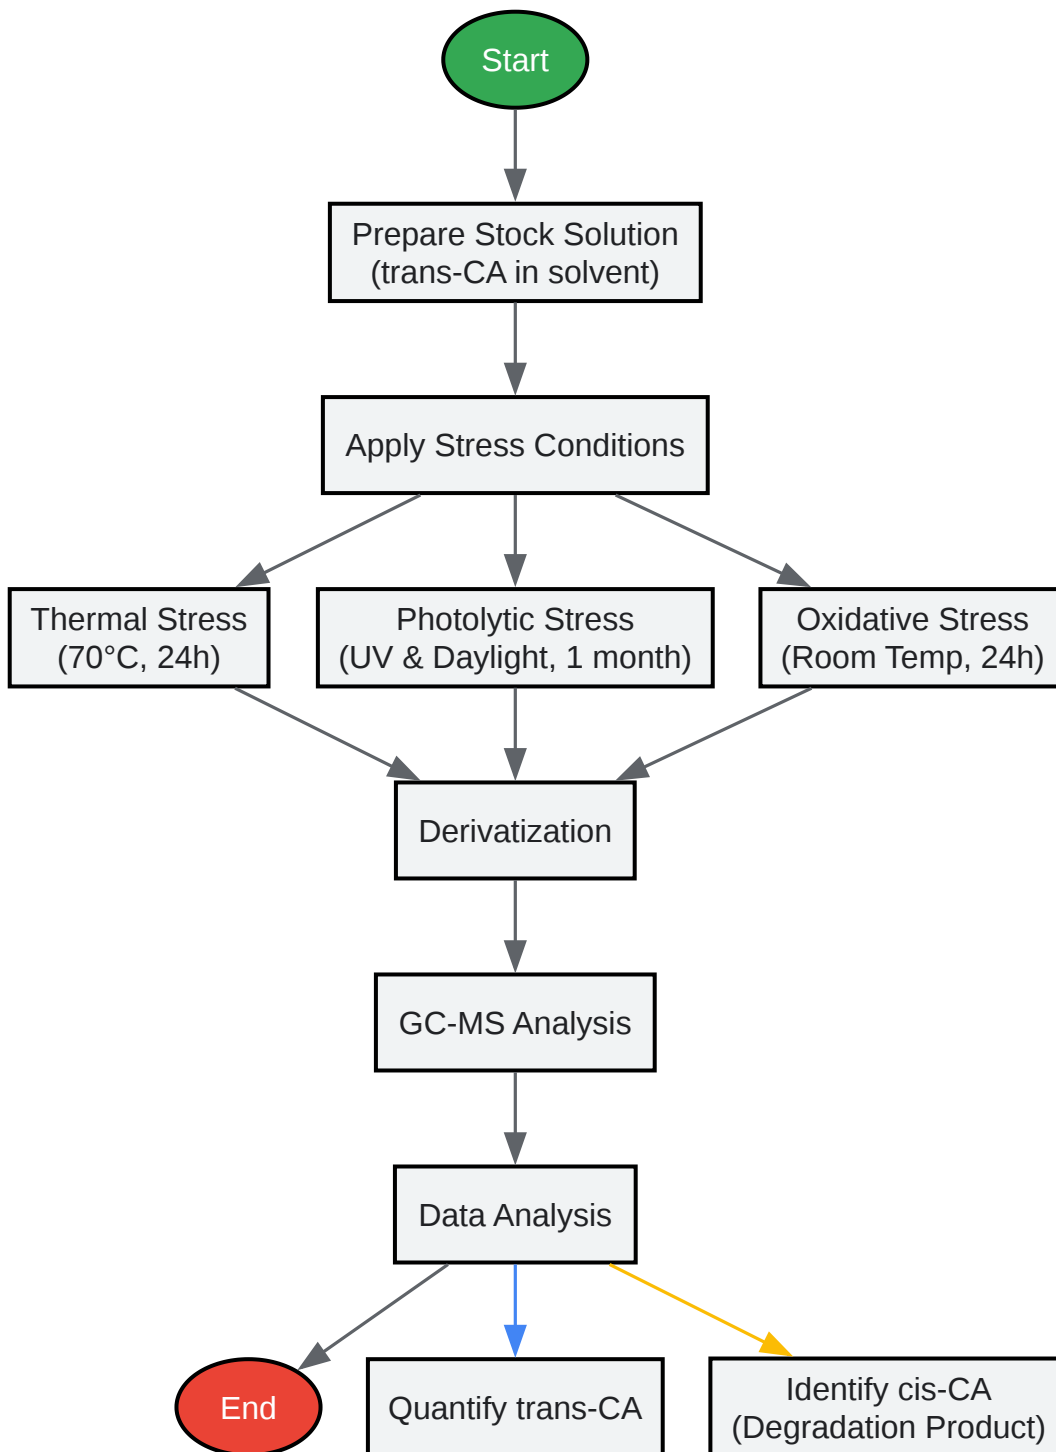 Start
Prepare Stock Solution
(trans-CA in solvent)
Apply Stress Conditions
Thermal Stress
(70°C, 24h)
Photolytic Stress
(UV & Daylight, 1 month)
Oxidative Stress
(Room Temp, 24h)
Derivatization
GC-MS Analysis
Data Analysis
End
Quantify trans-CA
Identify cis-CA
(Degradation Product)